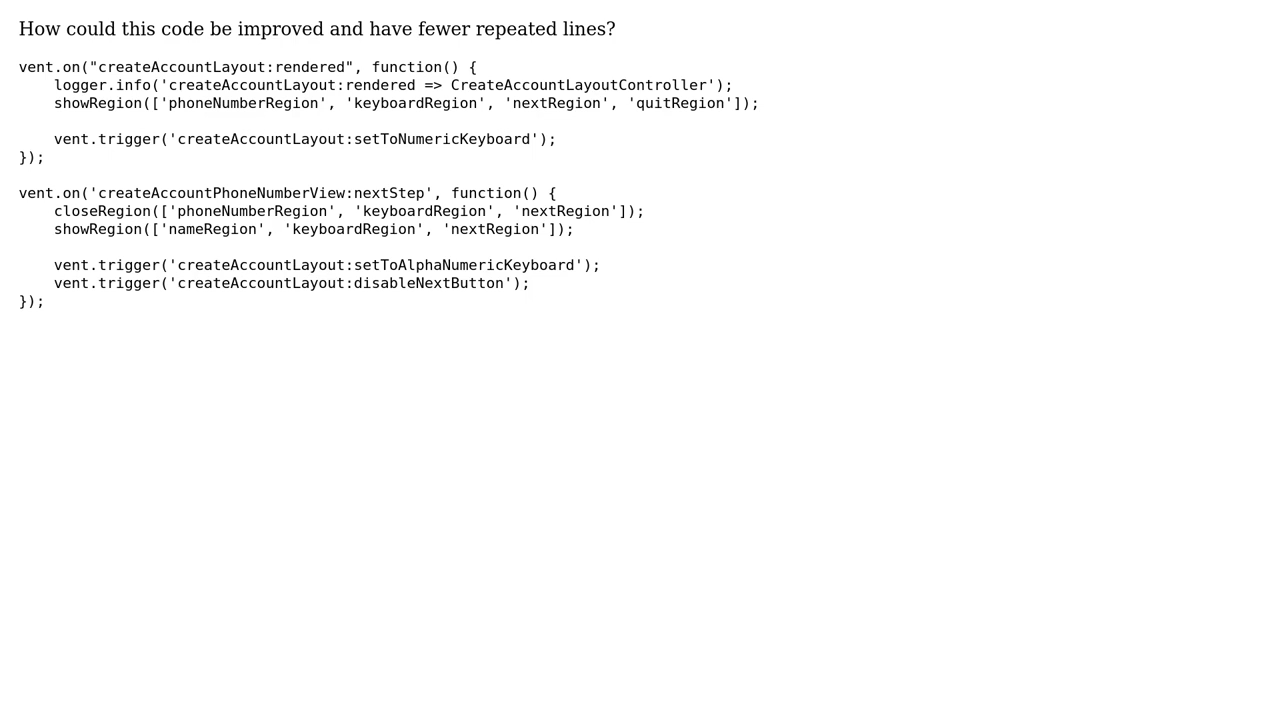 How could this code be improved and have fewer repeated lines?
vent.on("createAccountLayout:rendered", function() {
    logger.info('createAccountLayout:rendered => CreateAccountLayoutController');
    showRegion(['phoneNumberRegion', 'keyboardRegion', 'nextRegion', 'quitRegion']);

    vent.trigger('createAccountLayout:setToNumericKeyboard');
});

vent.on('createAccountPhoneNumberView:nextStep', function() {
    closeRegion(['phoneNumberRegion', 'keyboardRegion', 'nextRegion']);
    showRegion(['nameRegion', 'keyboardRegion', 'nextRegion']);

    vent.trigger('createAccountLayout:setToAlphaNumericKeyboard');
    vent.trigger('createAccountLayout:disableNextButton');
});